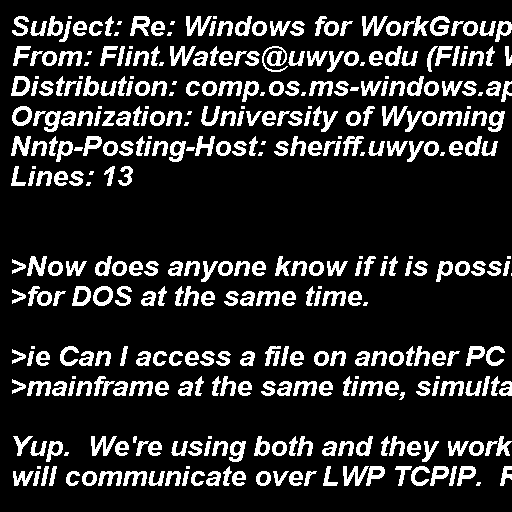 Subject: Re: Windows for WorkGroup
From: Flint.Waters@uwyo.edu (Flint
Distribution: comp.os.ms-windows.ap
Organization: University of Wyoming
Nntp-Posting-Host: sheriff.uwyo.edu
Lines: 13

>Now does anyone know if it is possi
>for DOS at the same time.

>ie Can I access a file on another PC
>mainframe at the same time, simulta

Yup.  We're using both and they work
will communicate over LWP TCPIP.